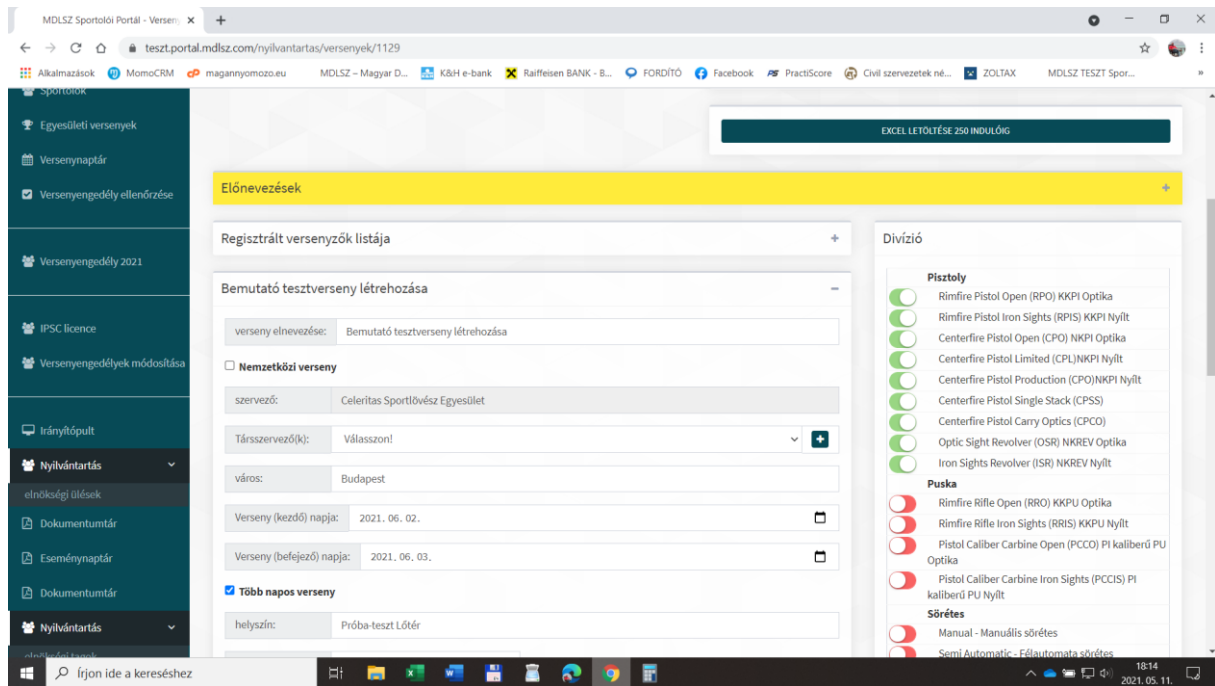 MDLSZ Sportolói Portál - Verseny
teszt.portal.mdlsz.com/nyilvantartas/versenyek/1129
Alkalmazások MomoCRM magannyomozo.eu MDLSZ – Magyar D... K&H e-bank Raiffeisen BANK - B... FORDÍTÓ Facebook PractiScore Civil szervezetek né... ZOLTAX MDLSZ TESZT Spor... »
Sportolók
Egyesületi versenyek
Versenynaptár
Versenyengedély ellenőrzése
Versenyengedély 2021
IPSC licence
Versenyengedélyek módosítása
Irányítópult
Nyilvántartás
elnökségi ülések
Dokumentumtár
Eseménynaptár
Dokumentumtár
Nyilvántartás
EXCEL LETÖLTÉSE 250 INDULÓIG
Előnevezések
Regisztrált versenyzők listája
Bemutató tesztverseny létrehozása
verseny elnevezése: Bemutató tesztverseny létrehozása
Nemzetközi verseny
szervező: Celeritas Sportlövész Egyesület
Társszervező(k): Válasszon!
város: Budapest
Verseny (kezdő) napja: 2021. 06. 02.
Verseny (befejező) napja: 2021. 06. 03.
Több napos verseny
helyszín: Próba-teszt Lőtér
Divízió
Pisztoly
Rimfire Pistol Open (RPO) KKPI Optika
Rimfire Pistol Iron Sights (RPIS) KKPI Nyílt
Centerfire Pistol Open (CPO) NKPI Optika
Centerfire Pistol Limited (CPL)NKPI Nyílt
Centerfire Pistol Production (CPO)NKPI Nyílt
Centerfire Pistol Single Stack (CPSS)
Centerfire Pistol Carry Optics (CPCO)
Optic Sight Revolver (OSR) NKREV Optika
Iron Sights Revolver (ISR) NKREV Nyílt
Puska
Rimfire Rifle Open (RRO) KKPU Optika
Rimfire Rifle Iron Sights (RRIS) KKPU Nyílt
Pistol Caliber Carbine Open (PCCO) PI kaliberű PU
Optika
Pistol Caliber Carbine Iron Sights (PCCIS) PI
kaliberű PU Nyílt
Sörétes
Manual - Manuális sörétes
Semi Automatic - Félautomata sörétes
Írjon ide a kereséshez
18:14
2021. 05. 11.